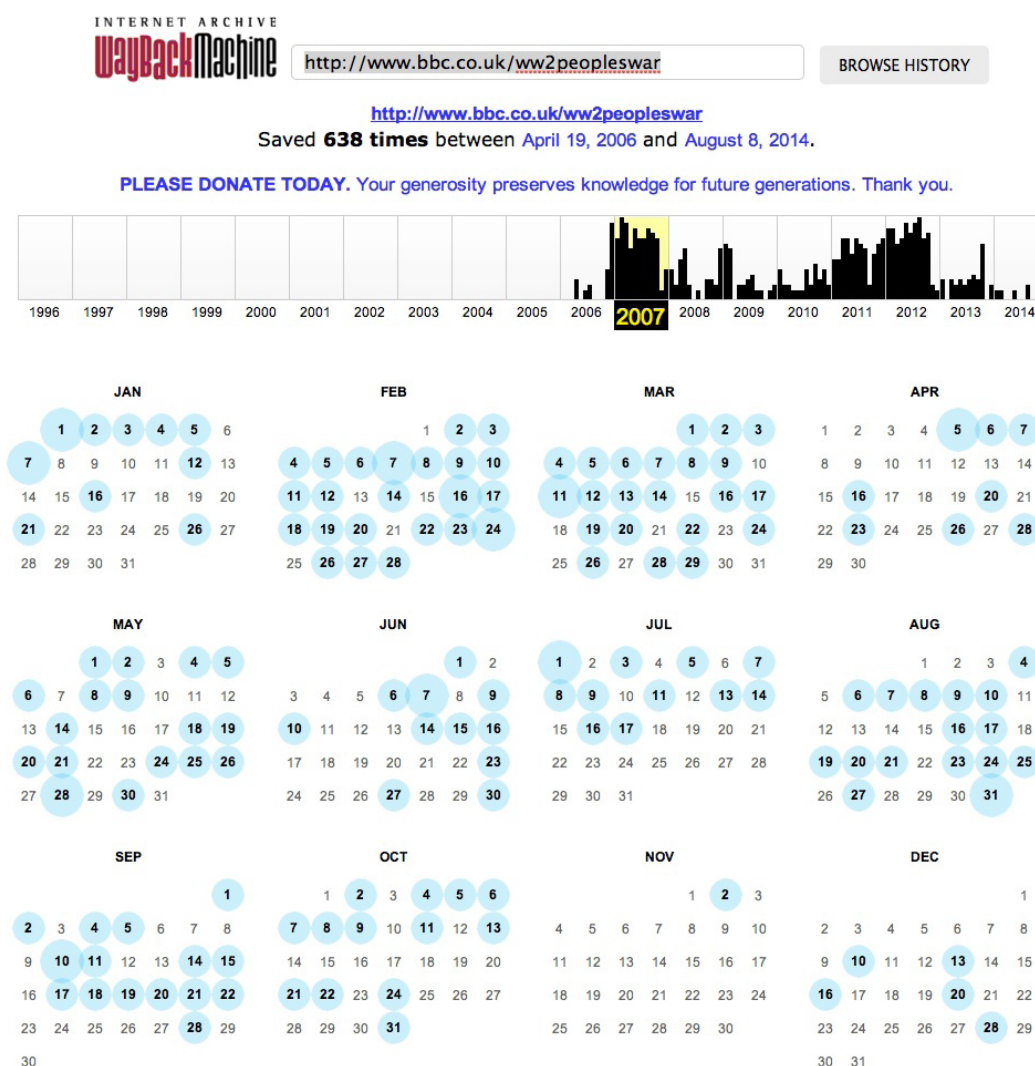 INTERNET ARCHIVE
WayBackMachine
http://www.bbc.co.uk/ww2peopleswar
BROWSE HISTORY
http://www.bbc.co.uk/ww2peopleswar
Saved 638 times between April 19, 2006 and August 8, 2014.
PLEASE DONATE TODAY. Your generosity preserves knowledge for future generations. Thank you.
1996 1997 1998 1999 2000 2001 2002 2003 2004 2005 2006 2007 2008 2009 2010 2011 2012 2013 2014
JAN FEB MAR APR
1 2 3 4 5 6 1 2 3 1 2 3 1 2 3 4 5 6 7
7 8 9 10 11 12 13 4 5 6 7 8 9 10 4 5 6 7 8 9 10 8 9 10 11 12 13 14
14 15 16 17 18 19 20 11 12 13 14 15 16 17 11 12 13 14 15 16 17 15 16 17 18 19 20 21
21 22 23 24 25 26 27 18 19 20 21 22 23 24 18 19 20 21 22 23 24 22 23 24 25 26 27 28
28 29 30 31 25 26 27 28 25 26 27 28 29 30 31 29 30
MAY JUN JUL AUG
1 2 3 4 5 1 2 1 2 3 4 5 6 7 1 2 3 4
6 7 8 9 10 11 12 3 4 5 6 7 8 9 8 9 10 11 12 13 14 5 6 7 8 9 10 11
13 14 15 16 17 18 19 10 11 12 13 14 15 16 15 16 17 18 19 20 21 12 13 14 15 16 17 18
20 21 22 23 24 25 26 17 18 19 20 21 22 23 22 23 24 25 26 27 28 19 20 21 22 23 24 25
27 28 29 30 31 24 25 26 27 28 29 30 29 30 31 26 27 28 29 30 31
SEP OCT NOV DEC
1 1 2 3 4 5 6 1 2 3 1
2 3 4 5 6 7 8 7 8 9 10 11 12 13 4 5 6 7 8 9 10 2 3 4 5 6 7 8
9 10 11 12 13 14 15 14 15 16 17 18 19 20 11 12 13 14 15 16 17 9 10 11 12 13 14 15
16 17 18 19 20 21 22 21 22 23 24 25 26 27 18 19 20 21 22 23 24 16 17 18 19 20 21 22
23 24 25 26 27 28 29 28 29 30 31 25 26 27 28 29 30 23 24 25 26 27 28 29
30 30 31